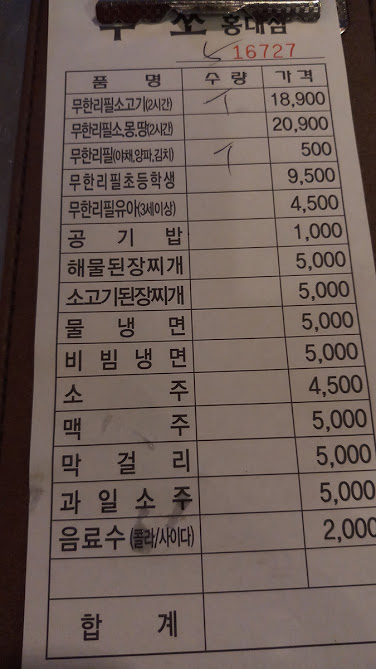 홍대점
5 16727
품 명 수 량 가 격
무한리필소고기(2시간) 1 18,900
무한리필소,몽,땅(2시간) 20,900
무한리필(야채,양파,김치) 1 500
무한리필초등학생 9,500
무한리필유아(3세이상) 4,500
공 기 밥 1,000
해물된장찌개 5,000
소고기된장찌개 5,000
물 냉 면 5,000
비 빔 냉 면 5,000
소 주 4,500
맥 주 5,000
막 걸 리 5,000
과 일 소 주 5,000
음료수 (콜라/사이다) 2,000
합 계